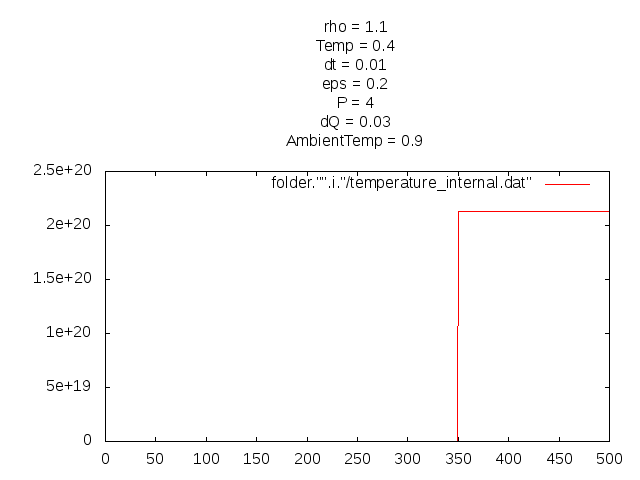 rho = 1.1
Temp = 0.4
dt = 0.01
eps = 0.2
P = 4
dQ = 0.03
AmbientTemp = 0.9
2.5e+20
folder."".i."/temperature_internal.dat"
2e+20
1.5e+20
1e+20
5e+19
0
0 50 100 150 200 250 300 350 400 450 500